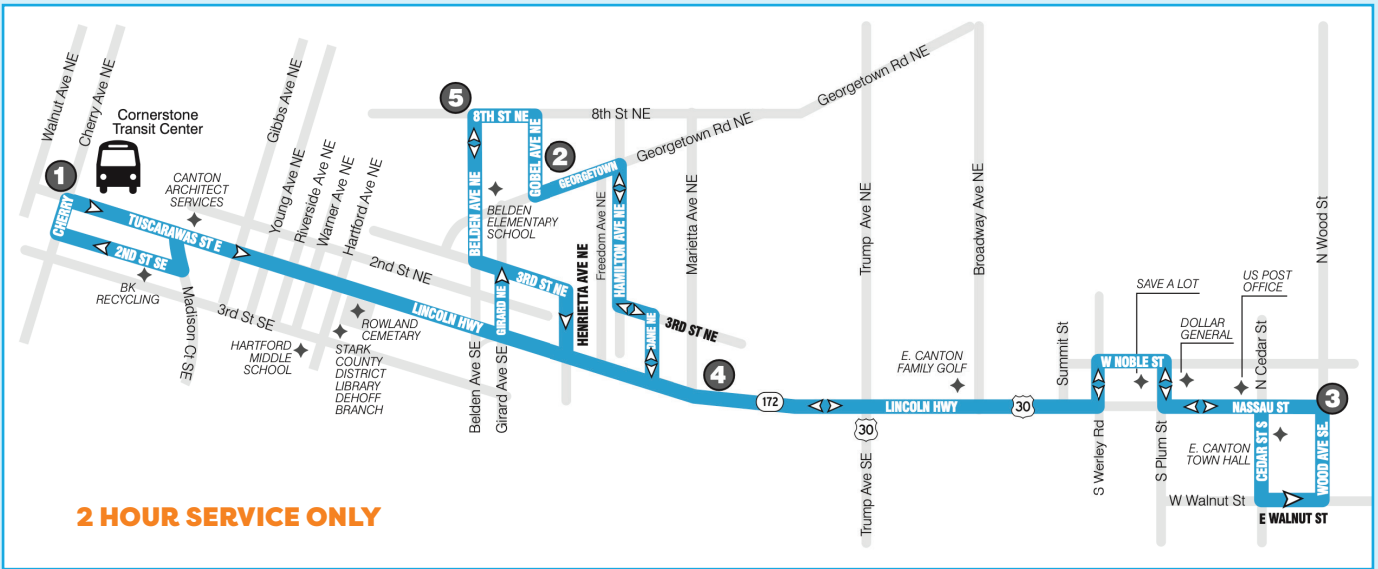 Walnut Ave NE
Cherry Ave NE
Cornerstone
Transit Center
1
CHERRY
CANTON
ARCHITECT
SERVICES
TUSCARAWAS ST E
2ND ST SE
BK
RECYCLING
Madison Ct SE
Gibbs Ave NE
Young Ave NE
Riverside Ave NE
Warner Ave NE
Hartford Ave NE
2nd St NE
3rd St SE
HARTFORD
MIDDLE
SCHOOL
ROWLAND
CEMETARY
STARK
COUNTY
DISTRICT
LIBRARY
DEHOFF
BRANCH
LINCOLN HWY
5
8TH ST NE
8th St NE
GOBEL AVE NE
2
GEORGETOWN
Georgetown Rd NE
Georgetown Rd NE
BELDEN AVE NE
BELDEN
ELEMENTARY
SCHOOL
GIRARD NE
3RD ST NE
HENRIETTA AVE NE
Belden Ave SE
Girard Ave SE
Freedom Ave NE
HAMILTON AVE NE
Marietta Ave NE
JANE NE
3RD ST NE
4
172
Trump Ave NE
30
Trump Ave SE
Broadway Ave NE
E. CANTON
FAMILY GOLF
LINCOLN HWY
30
Summit St
S Werley Rd
W NOBLE ST
SAVE A LOT
DOLLAR
GENERAL
US POST
OFFICE
S Plum St
N Cedar St
N Wood St
NASSAU ST
3
CEDAR ST S
E. CANTON
TOWN HALL
WOOD AVE SE.
W Walnut St
E WALNUT ST
2 HOUR SERVICE ONLY